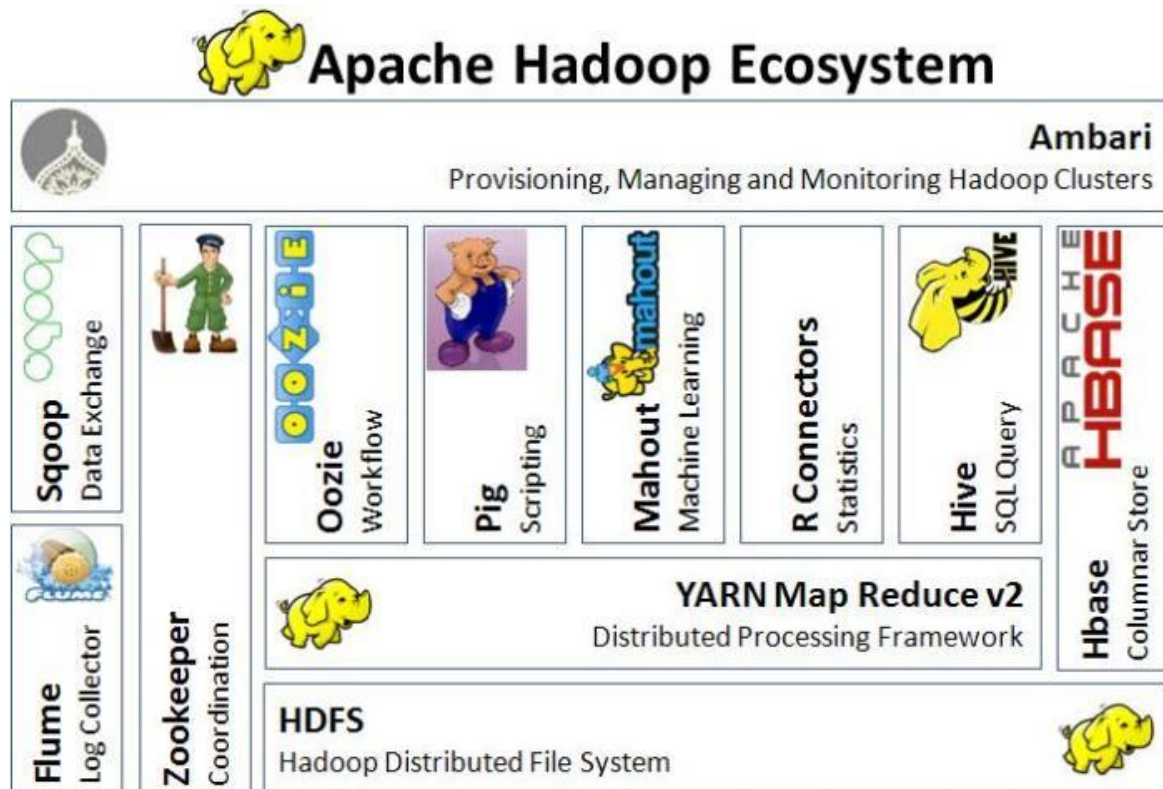 Apache Hadoop Ecosystem
Ambari
Provisioning, Managing and Monitoring Hadoop Clusters
sqoop
Sqoop
Data Exchange
Zookeeper
Coordination
OOZIE
Oozie
Workflow
Pig
Scripting
mahout
Mahout
Machine Learning
R Connectors
Statistics
HIVE
Hive
SQL Query
APACHE
HBASE
Hbase
Columnar Store
FLUME
Flume
Log Collector
YARN Map Reduce v2
Distributed Processing Framework
HDFS
Hadoop Distributed File System